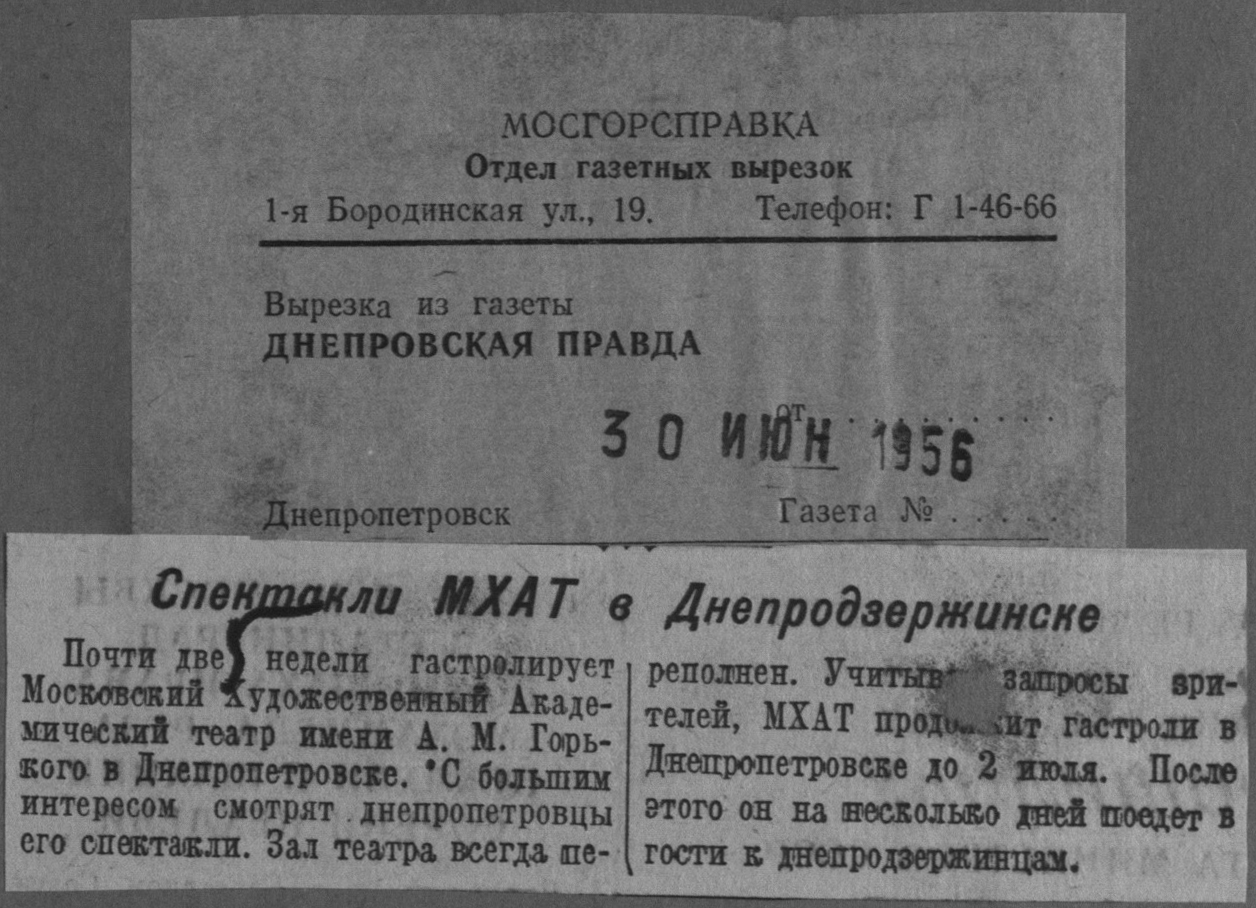 МОСГОРСПРАВКА
Отдел газетных вырезок
1-я Бородинская ул., 19. Телефон: Г 1-46-66
Вырезка из газеты
ДНЕПРОВСКАЯ ПРАВДА
от . . . . . . . . .
30 ИЮН 1956
Днепропетровск Газета № . . . . .
Спектакли МХАТ в Днепродзержинске
Почти две недели гастролирует
Московский Художественный Акаде-
мический театр имени А. М. Горь-
кого в Днепропетровске. С большим
интересом смотрят днепропетровцы
его спектакли. Зал театра всегда пе-
реполнен. запросы зри-
телей, МХАТ гастроли в
Днепропетровске до 2 июля. После
этого он на несколько дней поедет в
гости к днепродзержинцам.